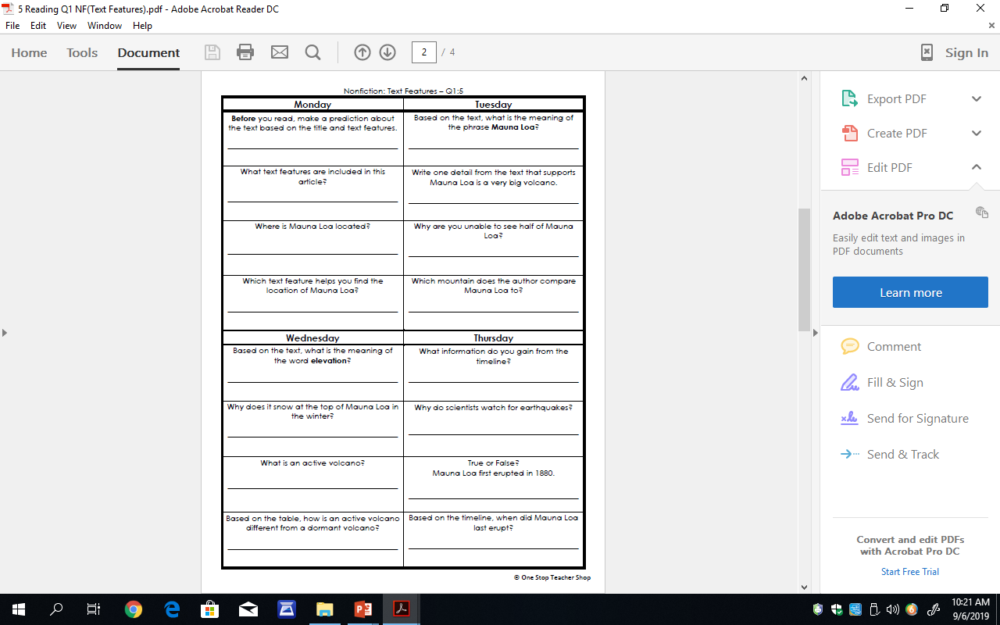 5 Reading Q1 NF(Text Features).pdf - Adobe Acrobat Reader DC
File Edit View Window Help
Home Tools Document 2 / 4 Sign In
Nonfiction: Text Features – Q1:5
Monday
Before you read, make a prediction about
the text based on the title and text features.
What text features are included in this
article?
Where is Mauna Loa located?
Which text feature helps you find the
location of Mauna Loa?
Tuesday
Based on the text, what is the meaning of
the phrase Mauna Loa?
Write one detail from the text that supports
Mauna Loa is a very big volcano.
Why are you unable to see half of Mauna
Loa?
Which mountain does the author compare
Mauna Loa to?
Wednesday
Based on the text, what is the meaning of
the word elevation?
Why does it snow at the top of Mauna Loa in
the winter?
What is an active volcano?
Based on the table, how is an active volcano
different from a dormant volcano?
Thursday
What information do you gain from the
timeline?
Why do scientists watch for earthquakes?
True or False?
Mauna Loa first erupted in 1880.
Based on the timeline, when did Mauna Loa
last erupt?
© One Stop Teacher Shop
Export PDF
Create PDF
Edit PDF
Adobe Acrobat Pro DC
Easily edit text and images in
PDF documents
Learn more
Comment
Fill & Sign
Send for Signature
Send & Track
Convert and edit PDFs
with Acrobat Pro DC
Start Free Trial
10:21 AM
9/6/2019